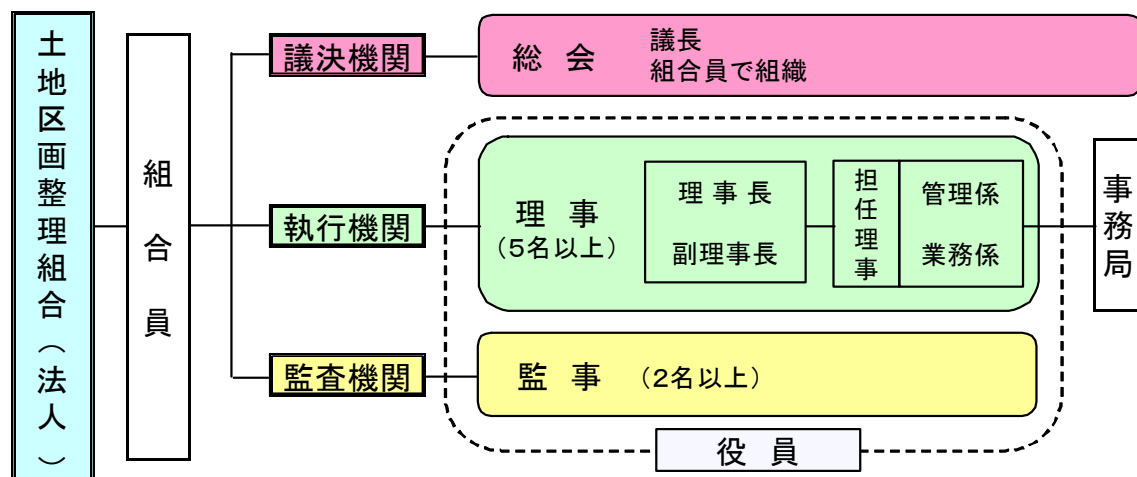 土地区画整理組合（法人）
組合員
議決機関
総会
議長
組合員で組織
執行機関
理事
（5名以上）
理事長
副理事長
担任理事
管理係
業務係
事務局
監査機関
監事 （2名以上）
役員